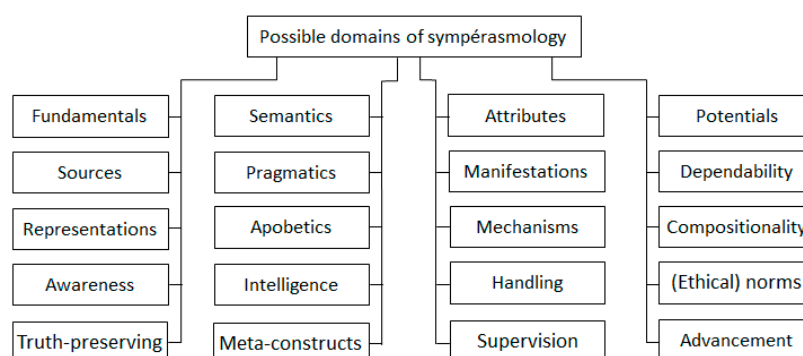 Possible domains of sympérasmology
Fundamentals
Sources
Representations
Awareness
Truth-preserving
Semantics
Pragmatics
Apobetics
Intelligence
Meta-constructs
Attributes
Manifestations
Mechanisms
Handling
Supervision
Potentials
Dependability
Compositionality
(Ethical) norms
Advancement